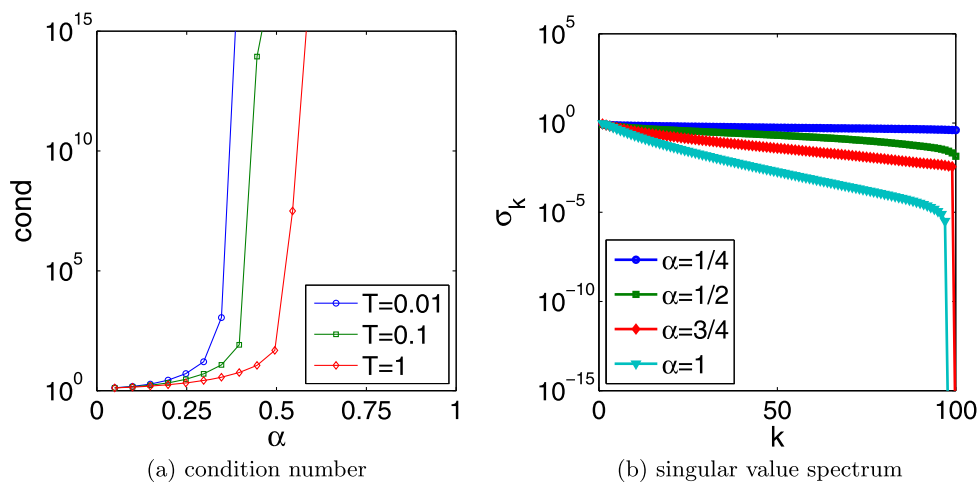 10^15
10^10
10^5
10^0
cond
0 0.25 0.5 0.75 1
α
T=0.01
T=0.1
T=1
(a) condition number
10^5
10^0
10^-5
10^-10
10^-15
σ_k
0 50 100
k
α=1/4
α=1/2
α=3/4
α=1
(b) singular value spectrum